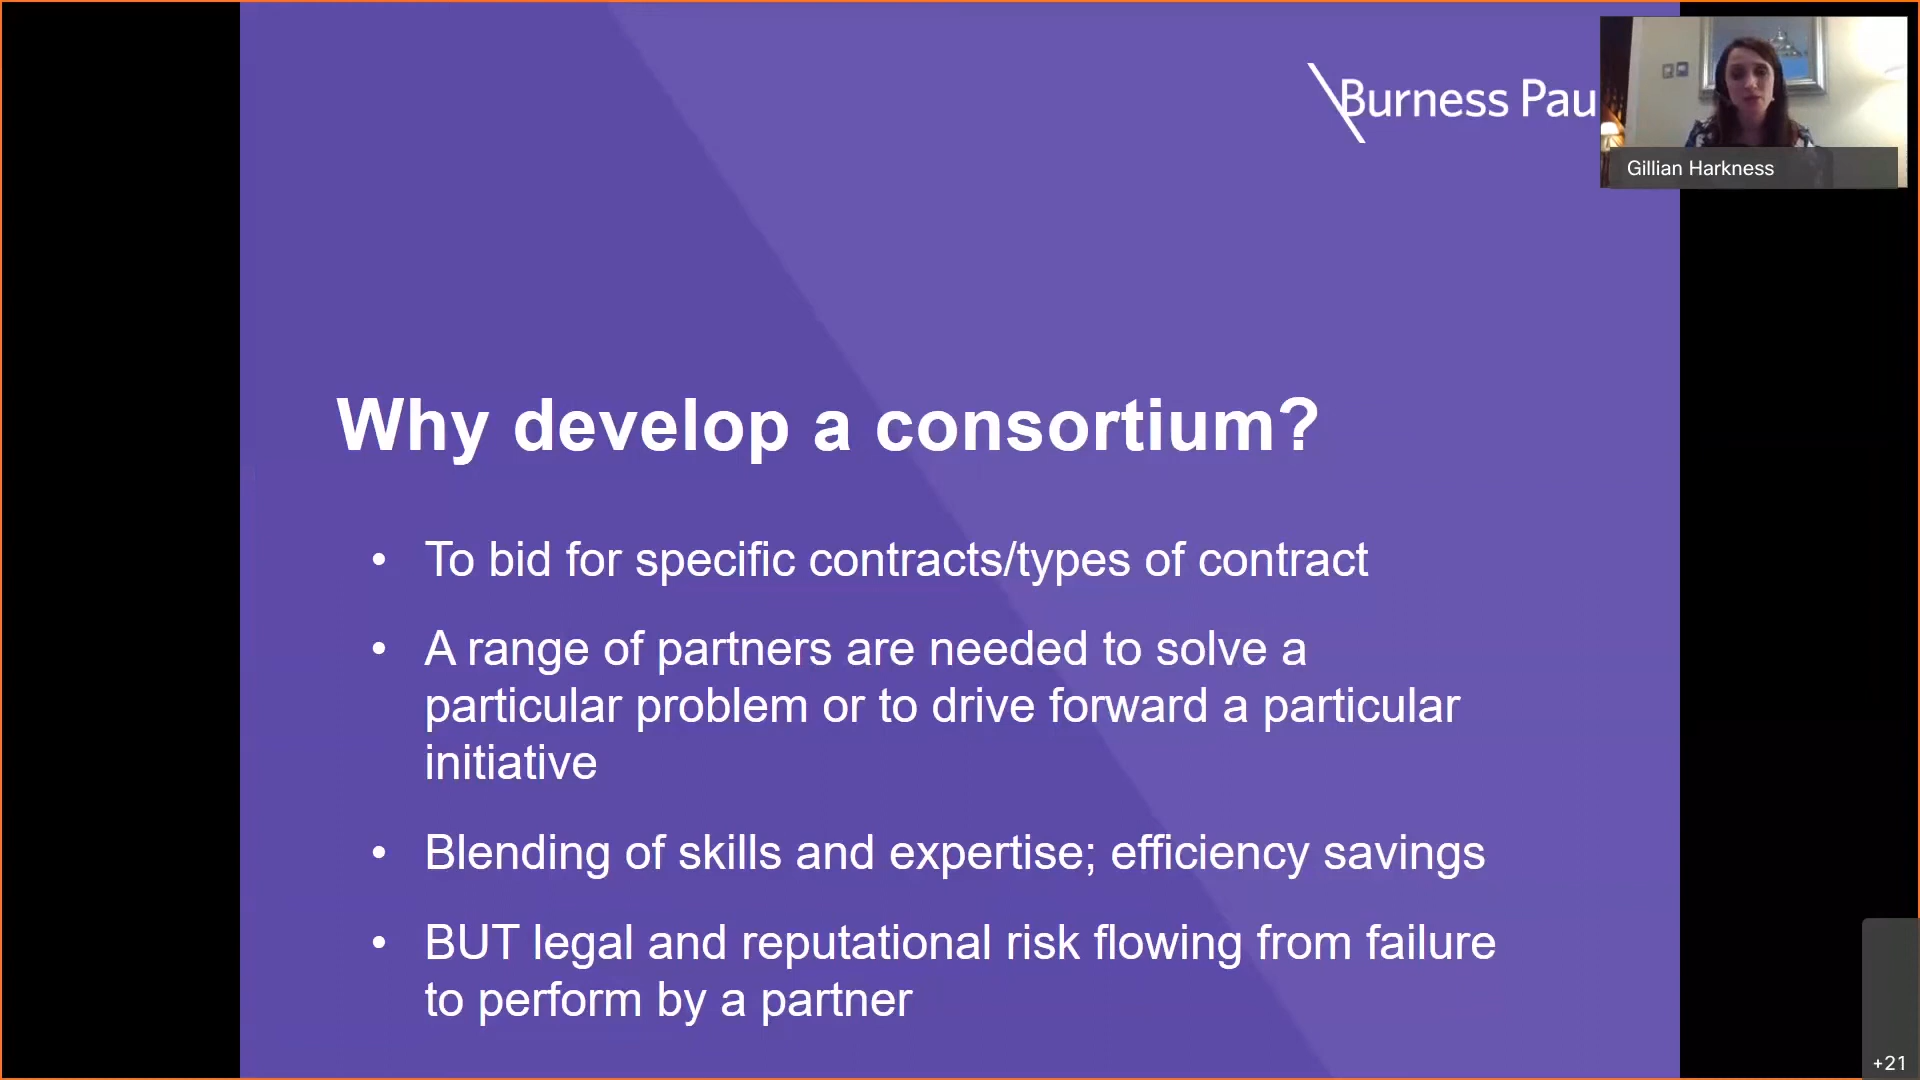 Burness Pau
Gillian Harkness
Why develop a consortium?
• To bid for specific contracts/types of contract
• A range of partners are needed to solve a
particular problem or to drive forward a particular
initiative
• Blending of skills and expertise; efficiency savings
• BUT legal and reputational risk flowing from failure
to perform by a partner
+21